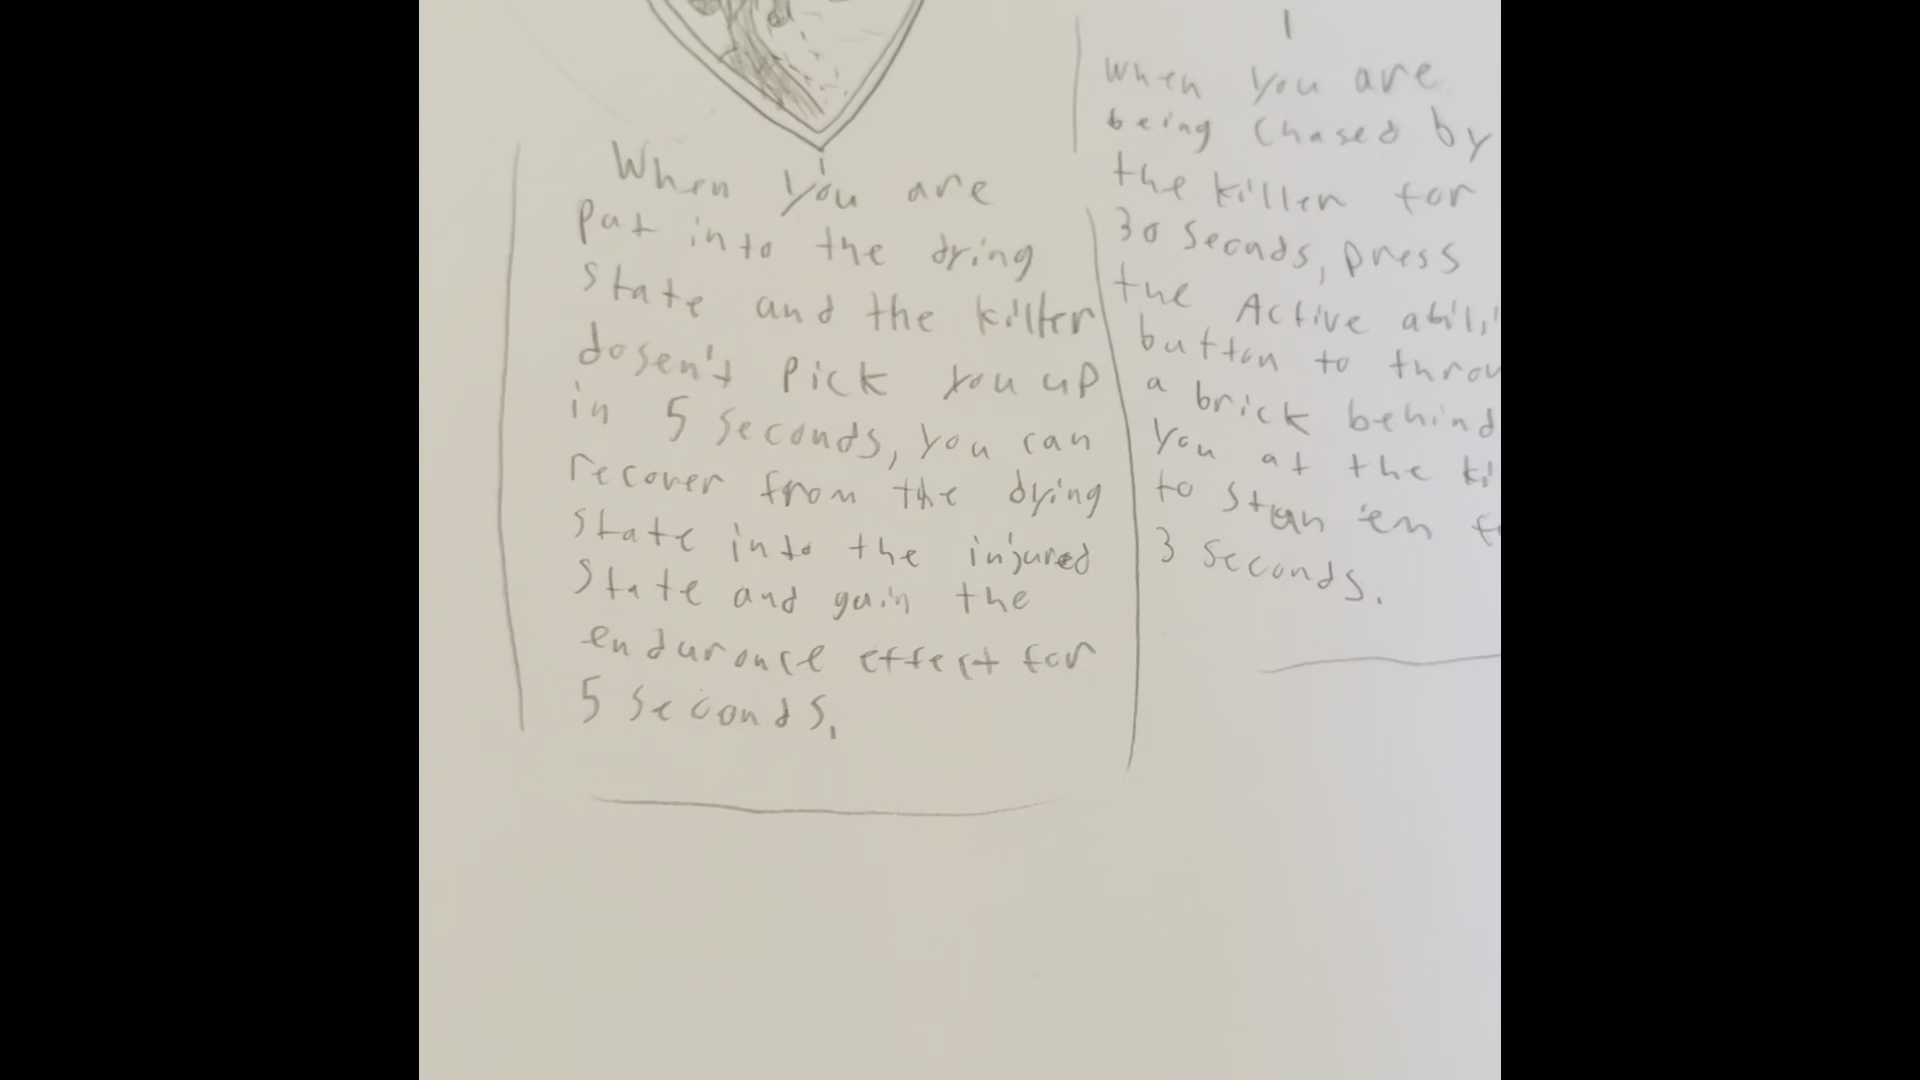 When you are
put into the dying
state and the killer
dosen't pick you up
in 5 seconds, you can
recover from the dying
state into the injured
state and gain the
endurance effect for
5 seconds.
when you are
being chased by
the killer for
30 seconds, press
the Active abili
button to throw
a brick behind
you at the ki
to stun 'em
3 seconds.